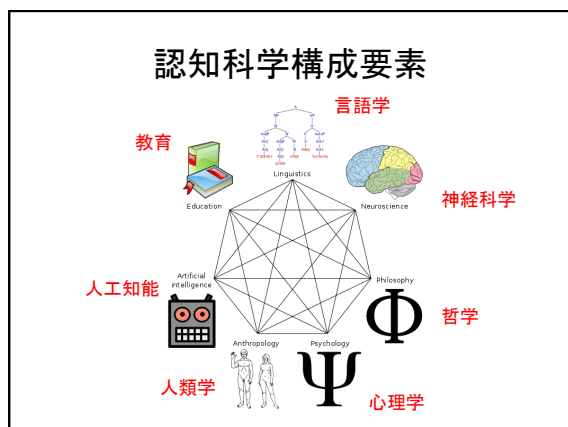 認知科学構成要素
言語学
教育
Linguistics
神経科学
Education
Neuroscience
Artificial
intelligence
Philosophy
人工知能
Φ
哲学
Anthropology
Psychology
人類学
Ψ
心理学